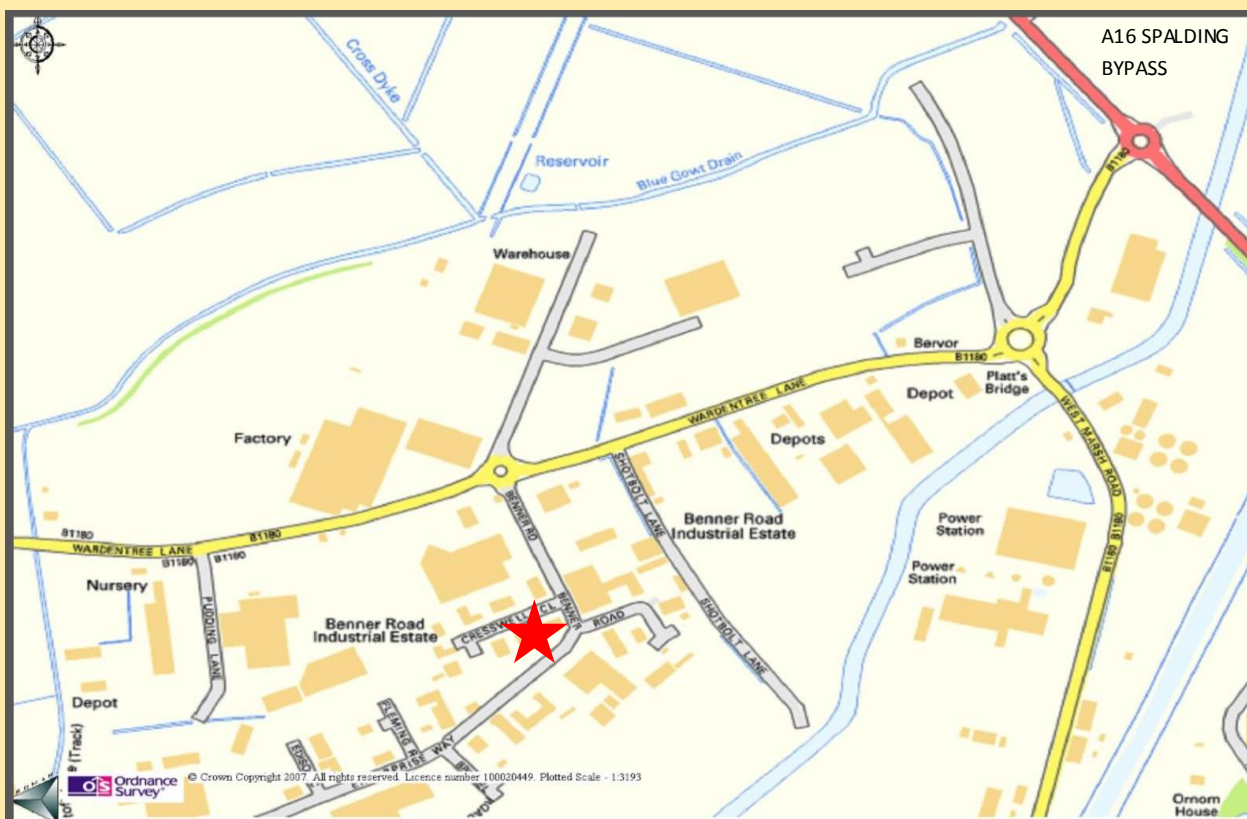 A16 SPALDING
BYPASS
Cross Dyke
Reservoir
Blue Gowt Drain
B1180
Warehouse
Bervor
B1180
Platt's
Bridge
Depot
WARDENTREE LANE
WEST MARSH ROAD
Factory
Depots
BENNER RD
SHOTBOLT LANE
Benner Road
Industrial Estate
Power
Station
B1180
B1180
B1180
WARDENTREE LANE
B1180
B1180
B1180
Nursery
Power
Station
PUDDING LANE
Benner Road
Industrial Estate
CRESSWELL CL
BENNER
ROAD
SHOTBOLT LANE
Depot
(Track)
FLEMING R
WAY
Ordnance
Survey
© Crown Copyright 2007. All rights reserved. Licence number 100020449. Plotted Scale - 1:3193
Ornom
House